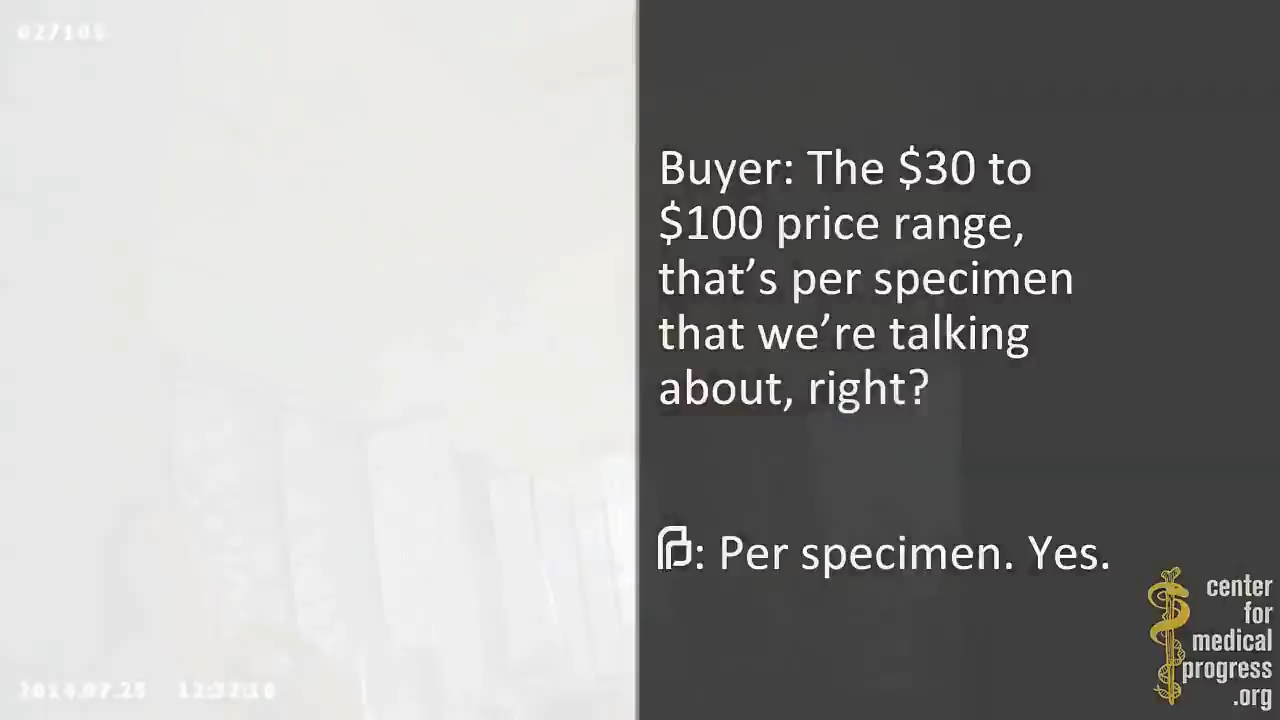 027108
Buyer: The $30 to
$100 price range,
that’s per specimen
that we’re talking
about, right?
: Per specimen. Yes.
center
for
medical
progress
.org